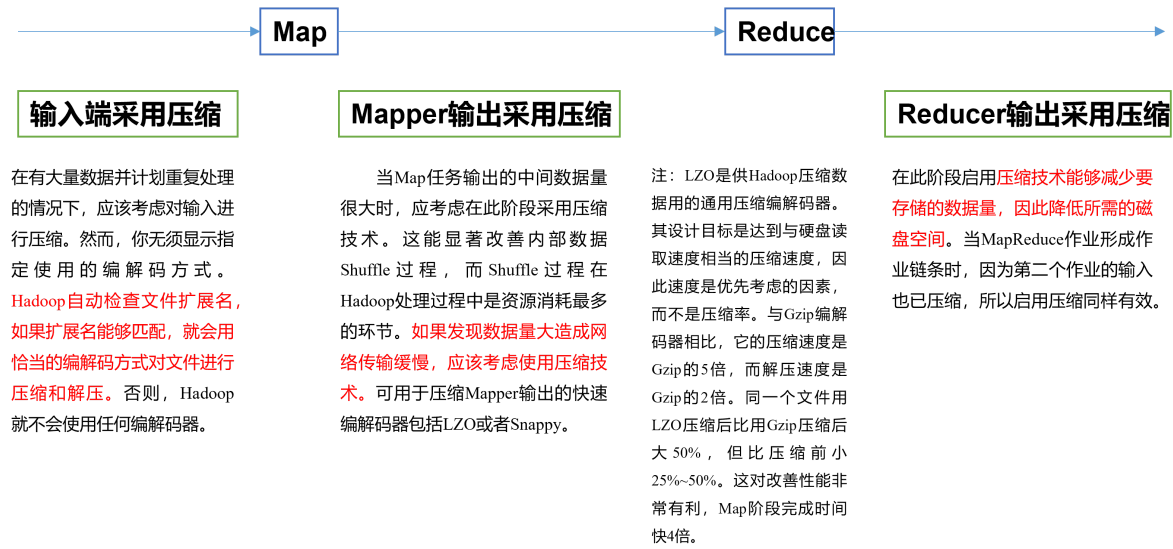 Map
Reduce
输入端采用压缩
在有大量数据并计划重复处理
的情况下，应该考虑对输入进
行压缩。然而，你无须显示指
定使用的编解码方式。
Hadoop自动检查文件扩展名，
如果扩展名能够匹配，就会用
恰当的编解码方式对文件进行
压缩和解压。否则，Hadoop
就不会使用任何编解码器。
Mapper输出采用压缩
当Map任务输出的中间数据量
很大时，应考虑在此阶段采用压缩
技术。这能显著改善内部数据
Shuffle过程，而Shuffle过程在
Hadoop处理过程中是资源消耗最多
的环节。如果发现数据量大造成网
络传输缓慢，应该考虑使用压缩技
术。可用于压缩Mapper输出的快速
编解码器包括LZO或者Snappy。
注：LZO是供Hadoop压缩数
据用的通用压缩编解码器。
其设计目标是达到与硬盘读
取速度相当的压缩速度，因
此速度是优先考虑的因素，
而不是压缩率。与Gzip编解
码器相比，它的压缩速度是
Gzip的5倍，而解压速度是
Gzip的2倍。同一个文件用
LZO压缩后比用Gzip压缩后
大50%，但比压缩前小
25%~50%。这对改善性能非
常有利，Map阶段完成时间
快4倍。
Reducer输出采用压缩
在此阶段启用压缩技术能够减少要
存储的数据量，因此降低所需的磁
盘空间。当MapReduce作业形成作
业链条时，因为第二个作业的输入
也已压缩，所以启用压缩同样有效。